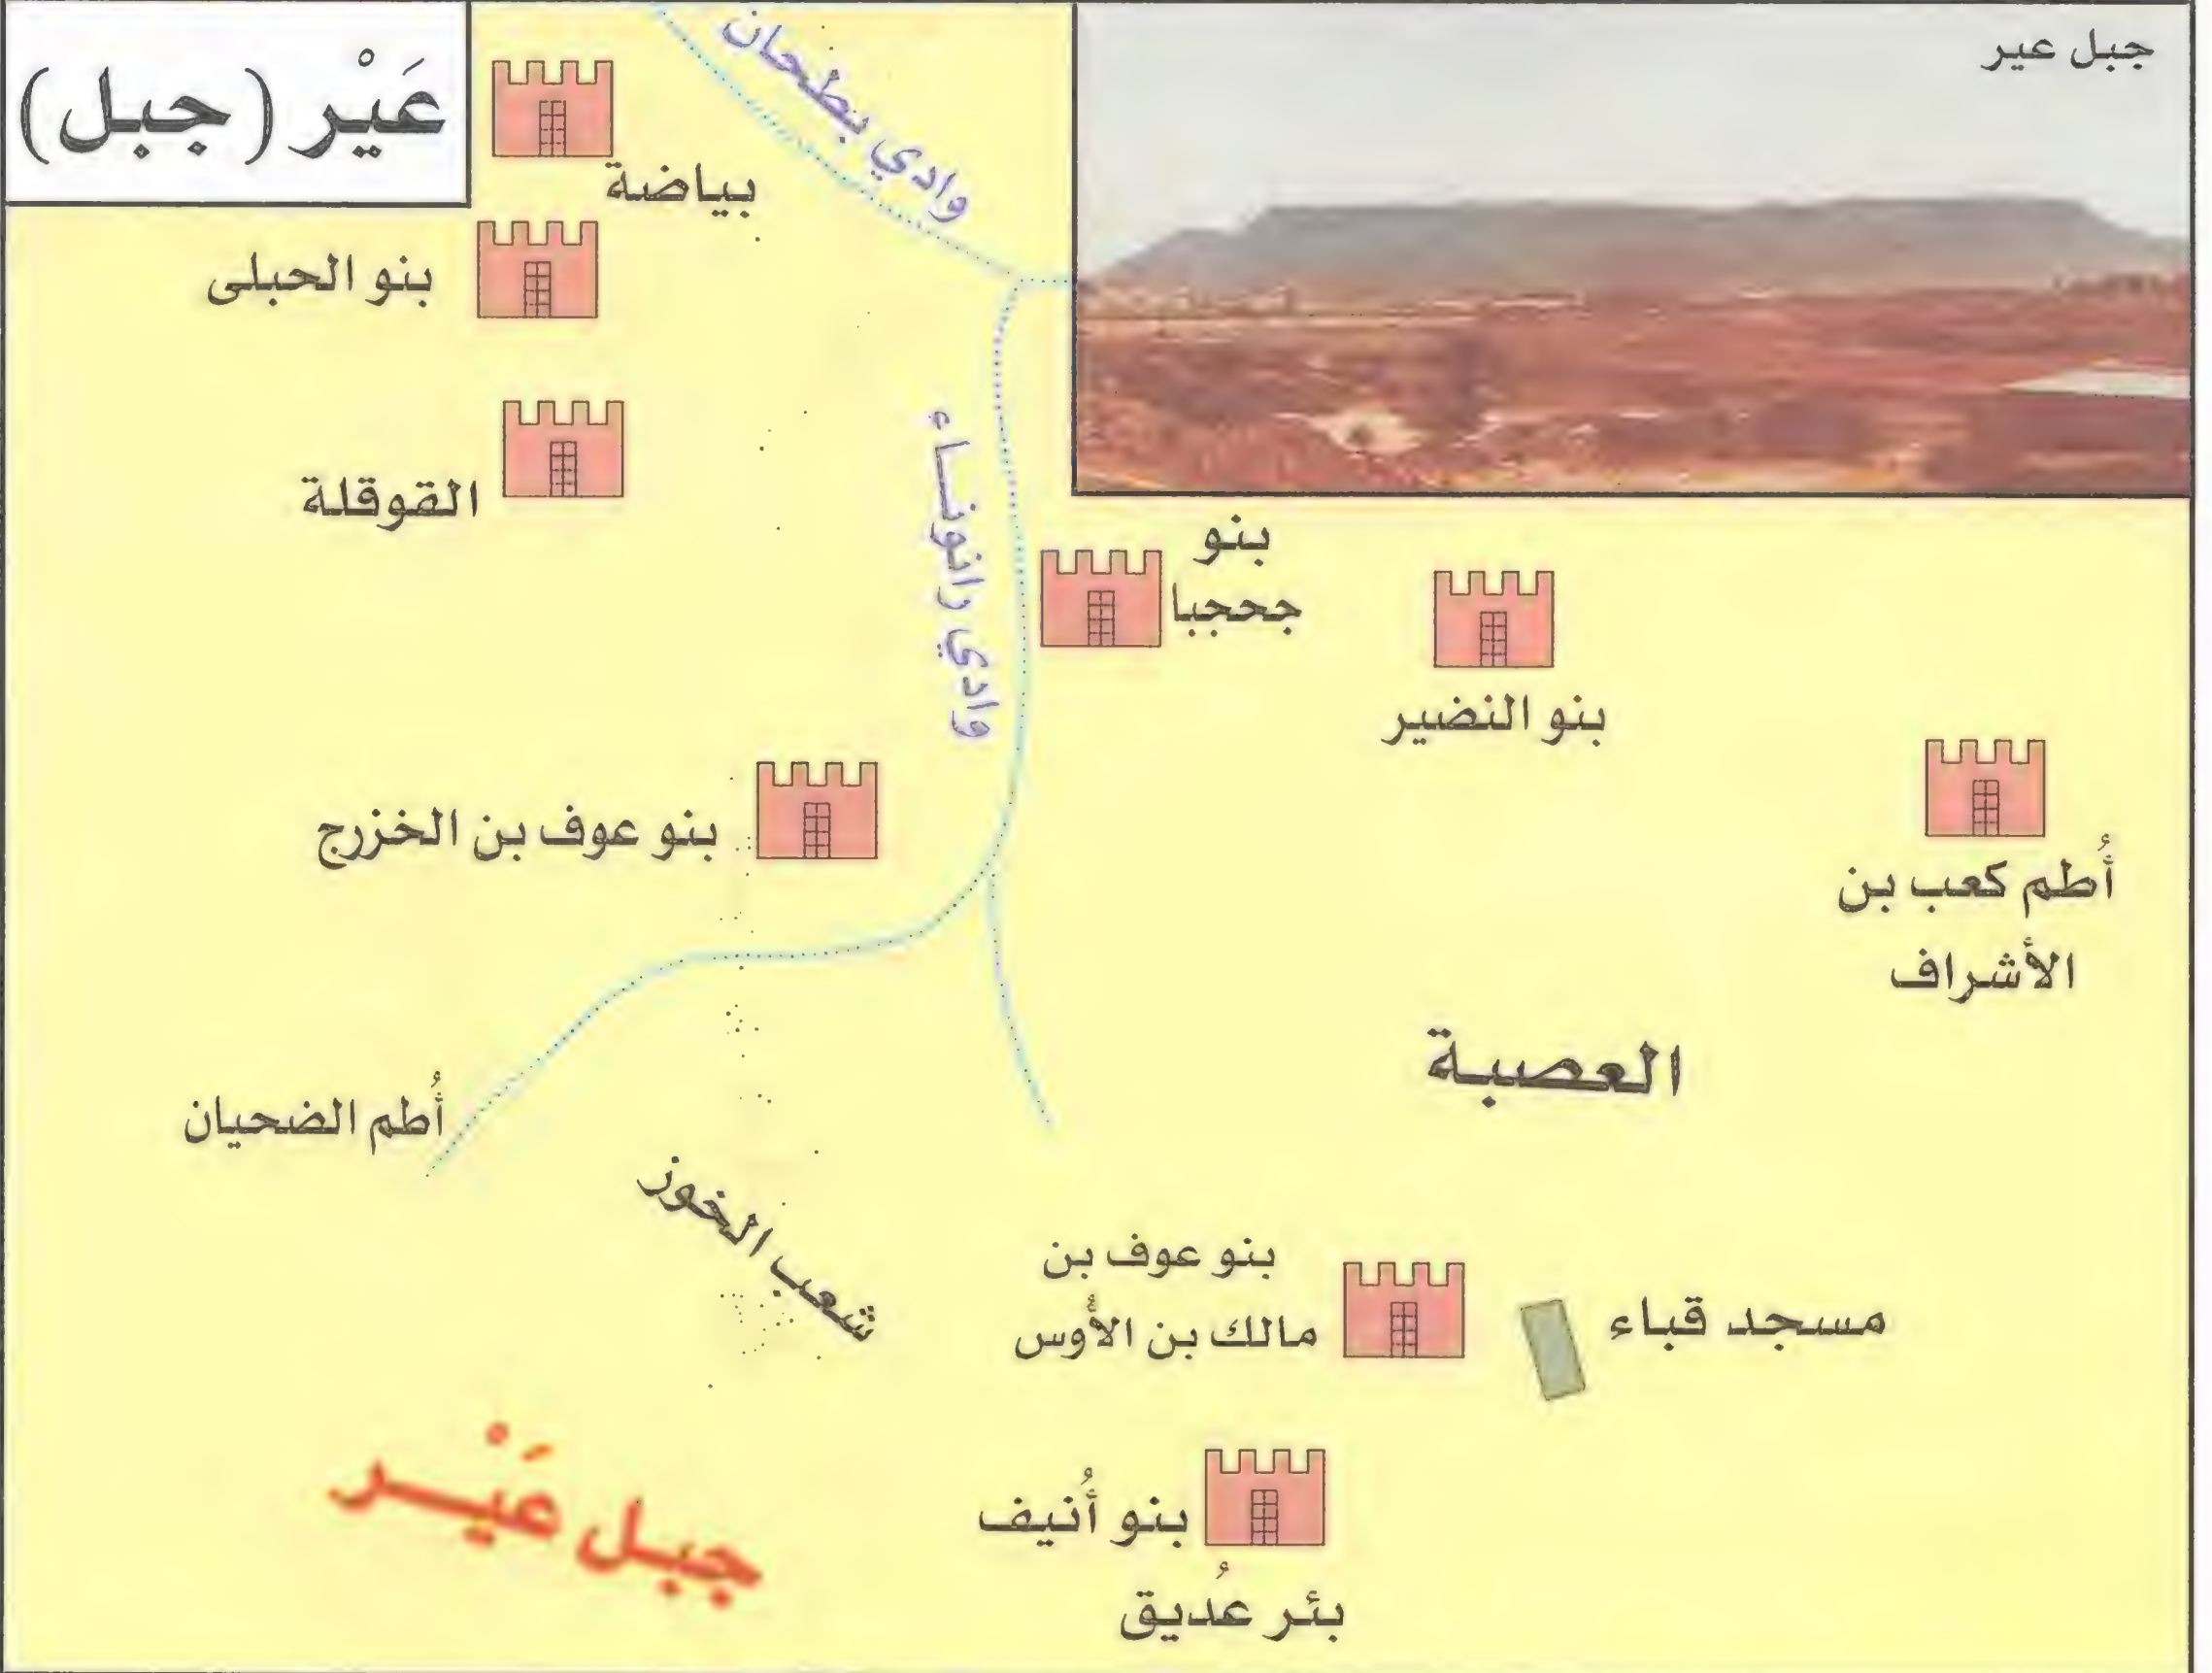 عَيْر (جبل)
جبل عير
وادي بطحان
بياضة
بنو الحبلى
القوقلة
وادي رانوناء
بنو
جحجبا
بنو النضير
بنو عوف بن الخزرج
أُطم كعب بن
الأشراف
العصبة
أُطم الضحيان
شعب الخوز
بنو عوف بن
مالك بن الأوس
مسجد قباء
جبل عَيْر
بنو أُنيف
بئر عُديق